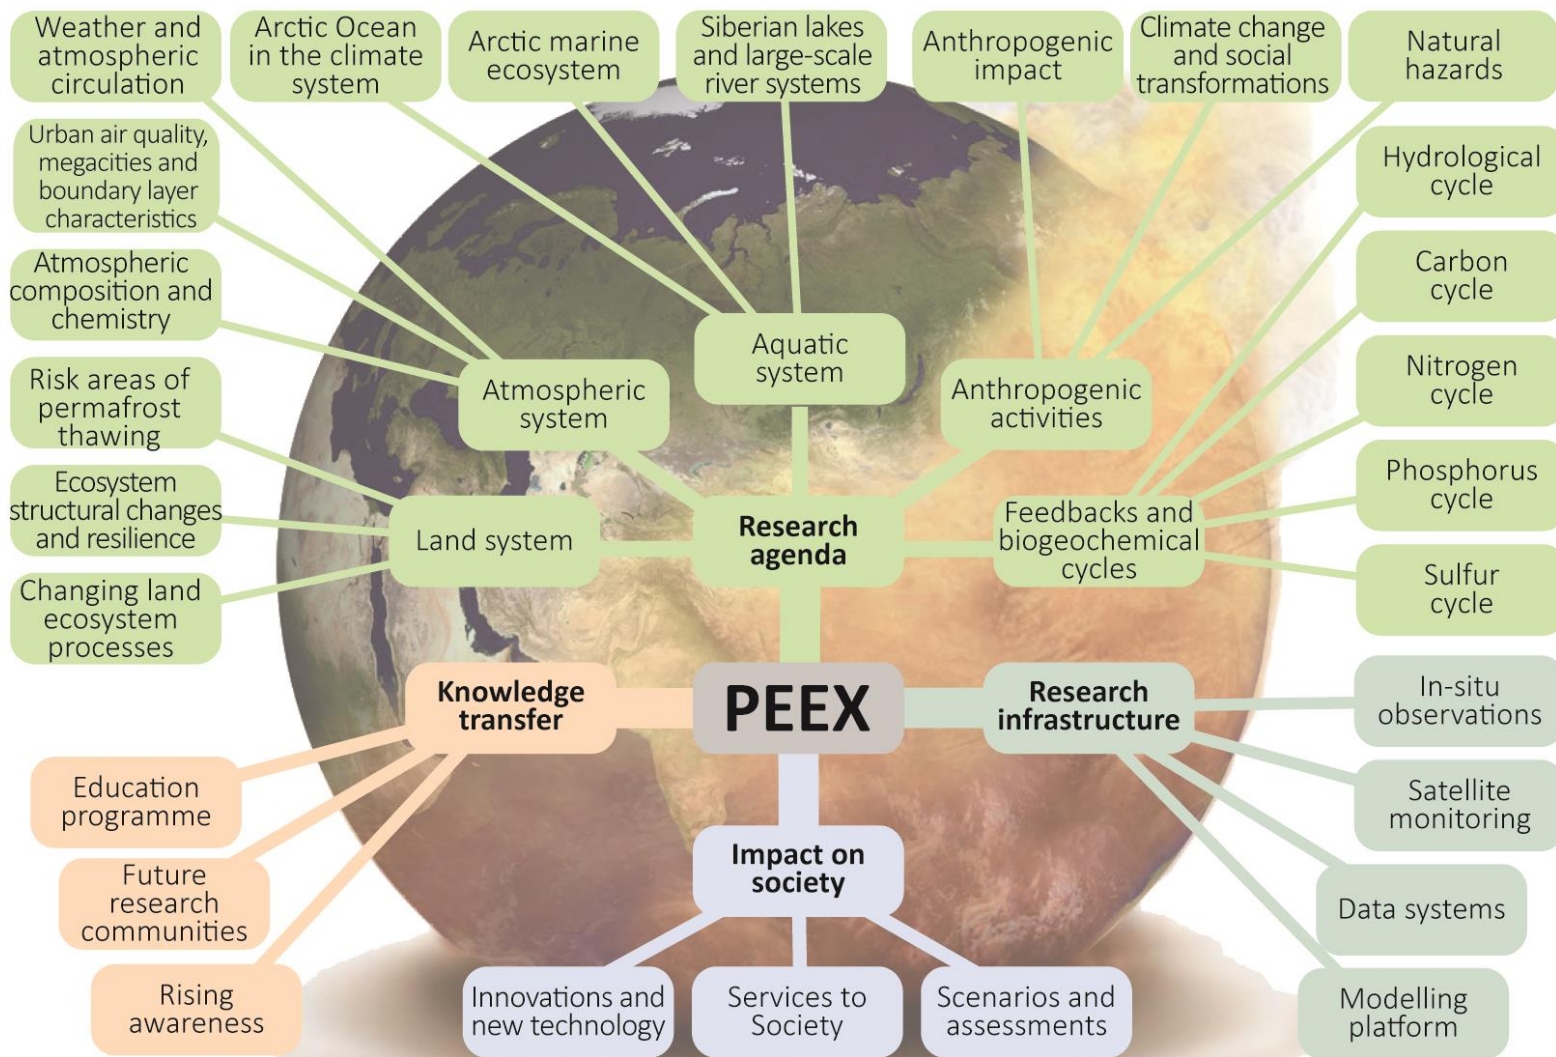 Weather and
atmospheric
circulation
Arctic Ocean
in the climate
system
Arctic marine
ecosystem
Siberian lakes
and large-scale
river systems
Anthropogenic
impact
Climate change
and social
transformations
Natural
hazards
Urban air quality,
megacities and
boundary layer
characteristics
Hydrological
cycle
Atmospheric
composition and
chemistry
Carbon
cycle
Risk areas of
permafrost
thawing
Atmospheric
system
Aquatic
system
Anthropogenic
activities
Nitrogen
cycle
Ecosystem
structural changes
and resilience
Land system
Research
agenda
Feedbacks and
biogeochemical
cycles
Phosphorus
cycle
Changing land
ecosystem
processes
Sulfur
cycle
Knowledge
transfer
PEEX
Research
infrastructure
In-situ
observations
Education
programme
Satellite
monitoring
Impact on
society
Future
research
communities
Data systems
Rising
awareness
Innovations and
new technology
Services to
Society
Scenarios and
assessments
Modelling
platform